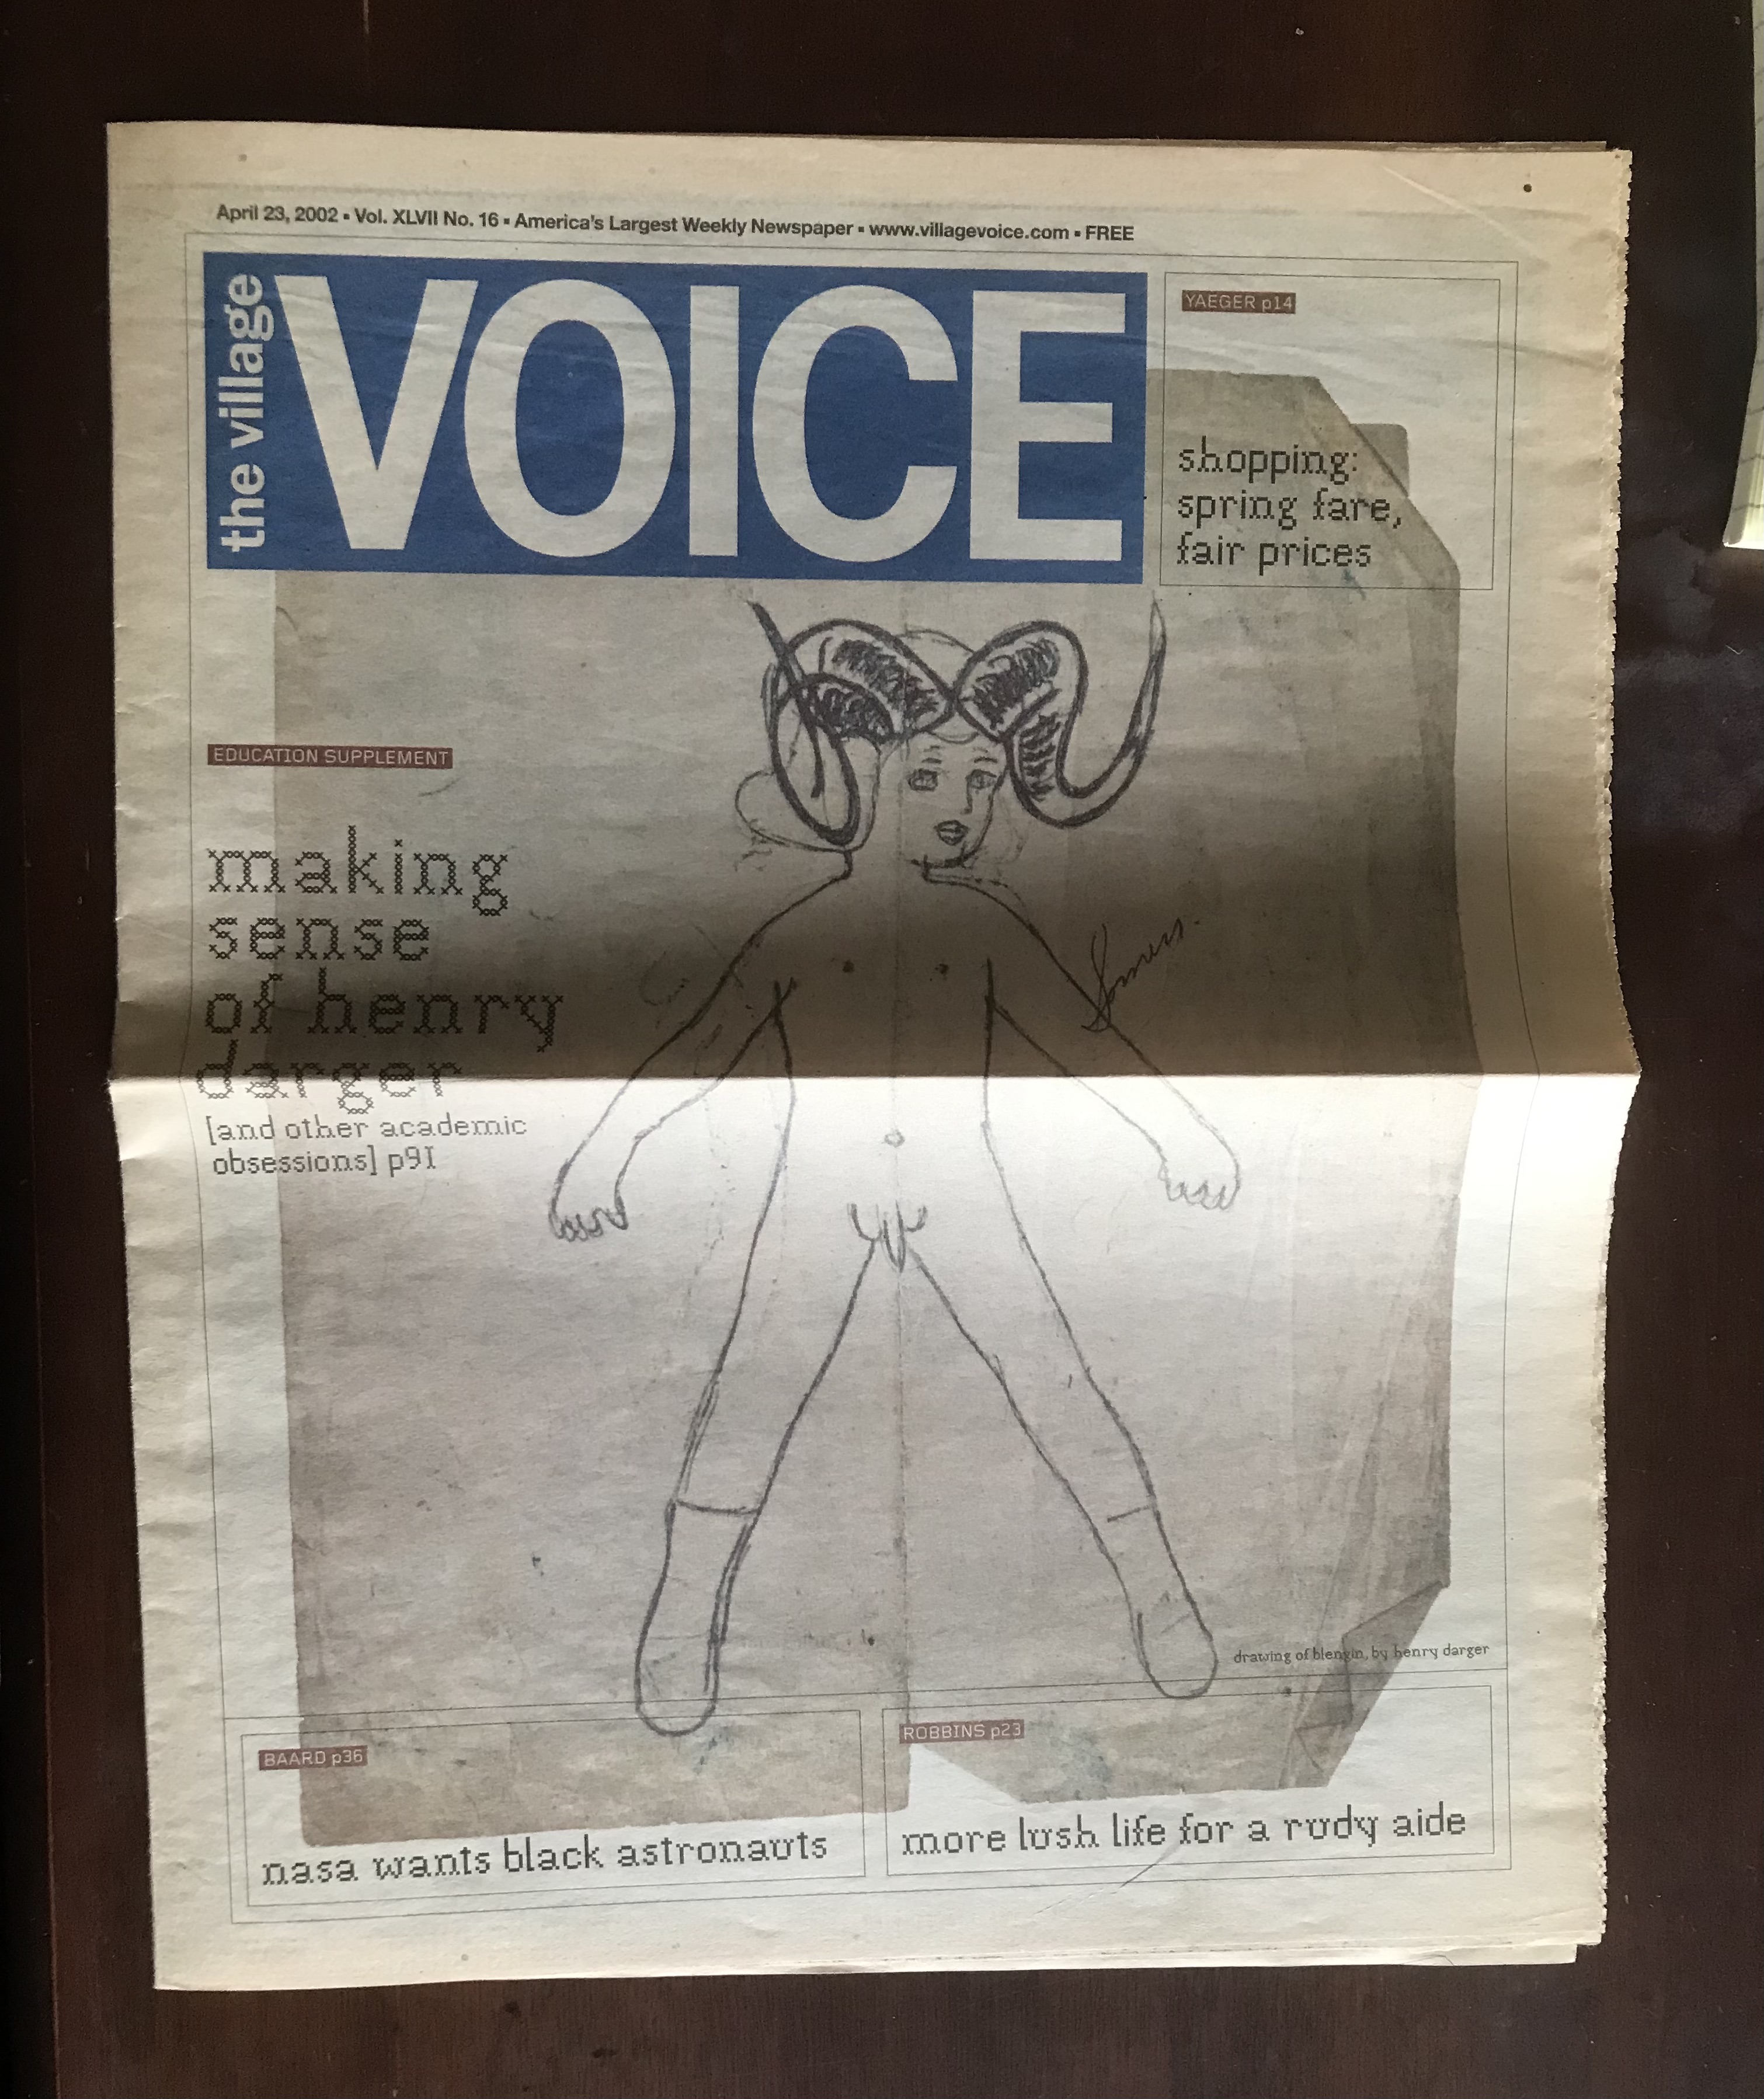 April 23, 2002 ▪ Vol. XLVII No. 16 ▪ America's Largest Weekly Newspaper ▪ www.villagevoice.com ▪ FREE
the village
VOICE
YAEGER p14
shopping:
spring fare,
fair prices
EDUCATION SUPPLEMENT
making
sense
of henry
darger
[and other academic
obsessions] p91
drawing of blengin, by henry darger
BAARD p36
nasa wants black astronauts
ROBBINS p23
more lush life for a rudy aide